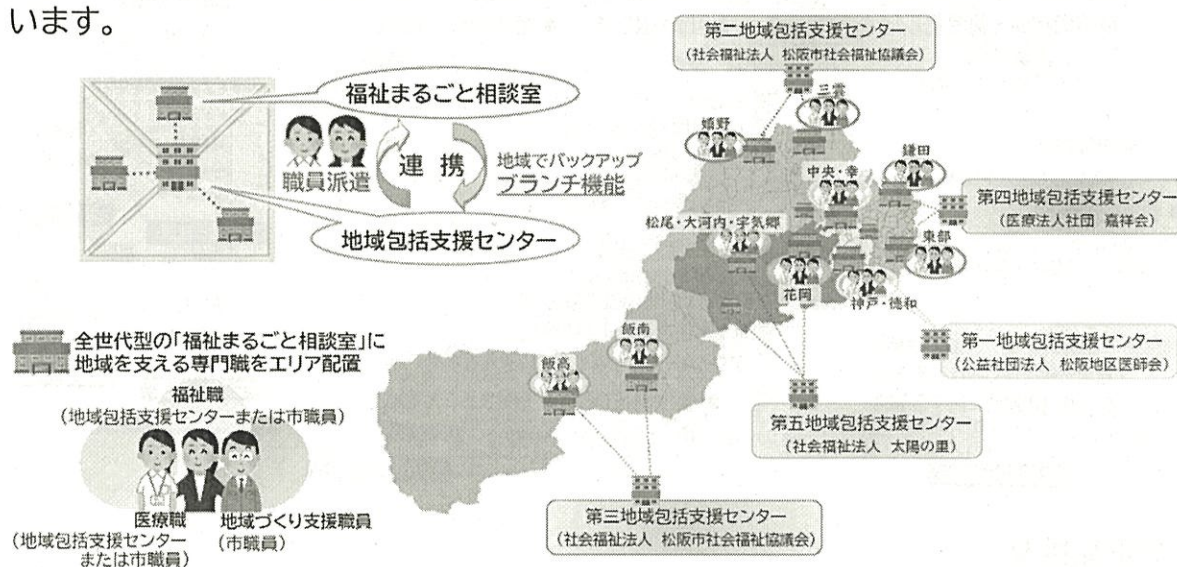 います。
福祉まるごと相談室
職員派遣
連携
地域でバックアップ
ブランチ機能
地域包括支援センター
全世代型の「福祉まるごと相談室」に
地域を支える専門職をエリア配置
福祉職
(地域包括支援センターまたは市職員)
医療職
(地域包括支援センター
または市職員)
地域づくり支援職員
(市職員)
第二地域包括支援センター
(社会福祉法人 松阪市社会福祉協議会)
三雲
嬉野
鎌田
中央・幸
第四地域包括支援センター
(医療法人社団 嘉祥会)
松尾・大河内・宇気郷
東部
花岡
神戸・徳和
飯南
飯高
第一地域包括支援センター
(公益社団法人 松阪地区医師会)
第五地域包括支援センター
(社会福祉法人 太陽の里)
第三地域包括支援センター
(社会福祉法人 松阪市社会福祉協議会)